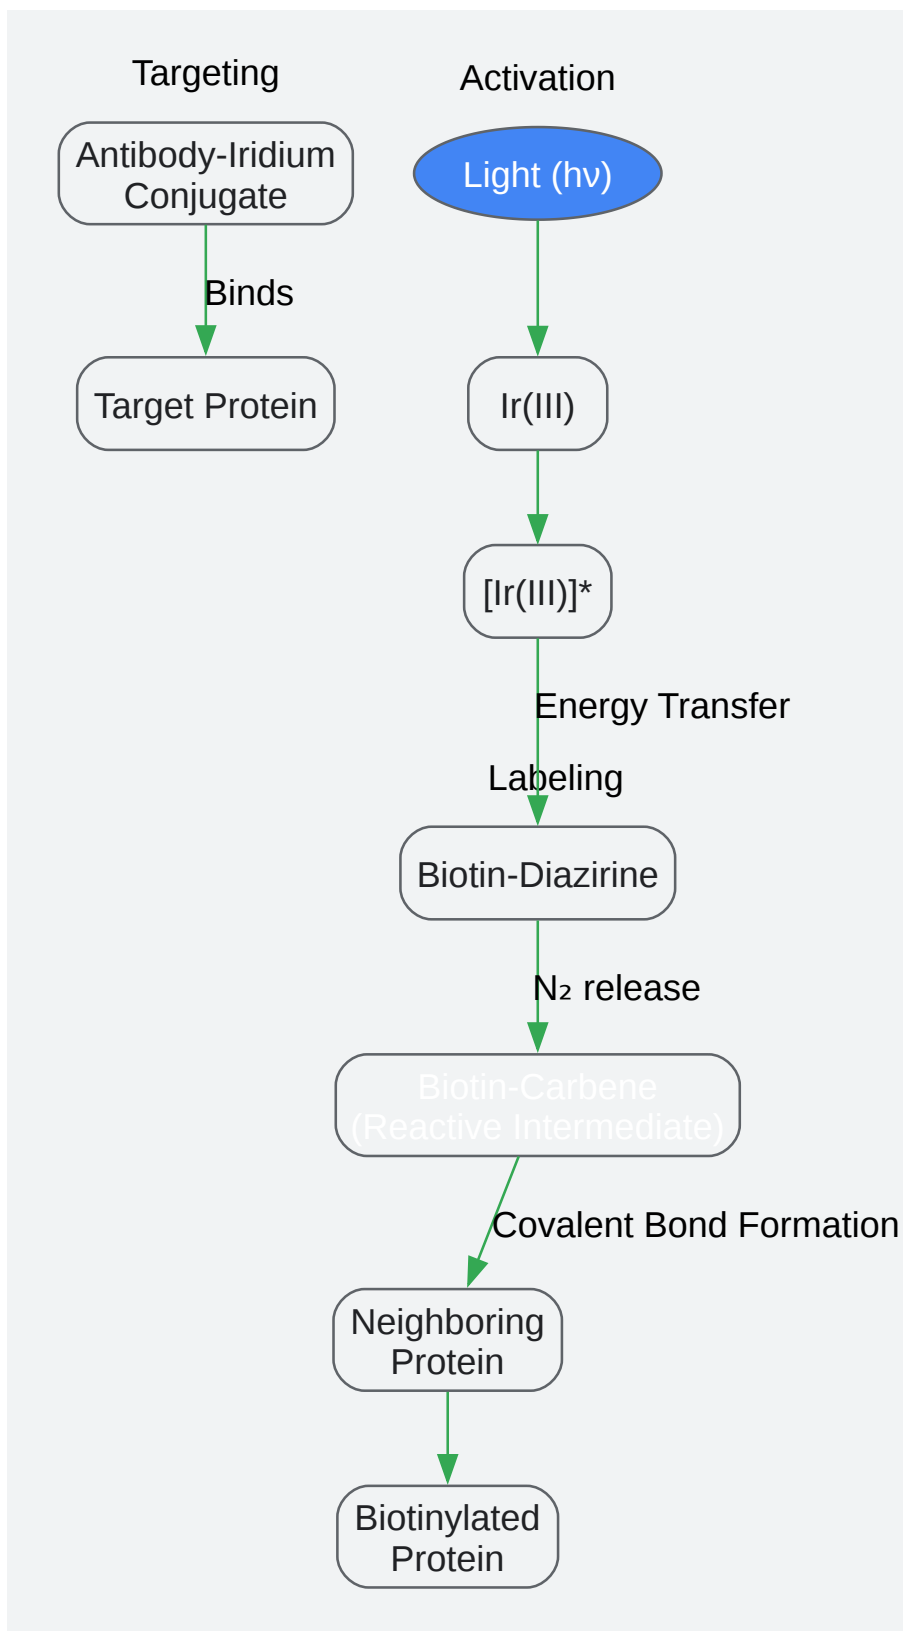 Targeting
Antibody-Iridium
Conjugate
Binds
Target Protein
Activation
Light (hν)
Ir(III)
[Ir(III)]*
Energy Transfer
Labeling
Biotin-Diazirine
N₂ release
Biotin-Carbene
(Reactive Intermediate)
Covalent Bond Formation
Neighboring
Protein
Biotinylated
Protein